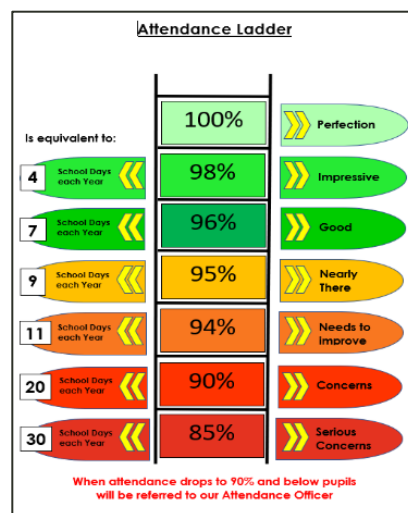 Attendance Ladder
Is equivalent to:
100%
Perfection
4
School Days
each Year
98%
Impressive
7
School Days
each Year
96%
Good
9
School Days
each Year
95%
Nearly
There
11
School Days
each Year
94%
Needs to
improve
20
School Days
each Year
90%
Concerns
30
School Days
each Year
85%
Serious
Concerns
When attendance drops to 90% and below pupils
will be referred to our Attendance Officer